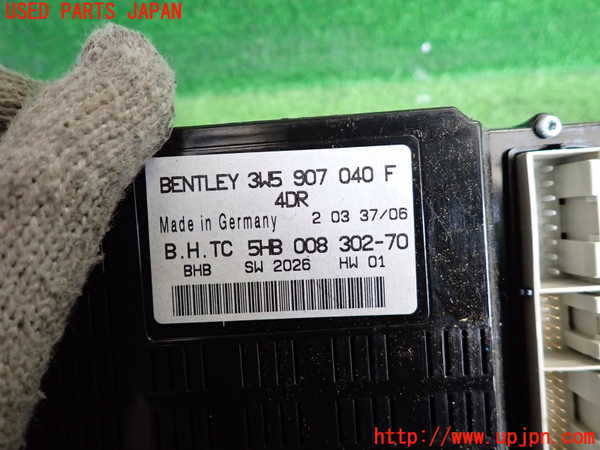 USED PARTS JAPAN
BENTLEY 3W5 907 040 F
4DR
Made in Germany 2 03 37/06
B.H.TC 5HB 008 302-70
BHB SW 2026 HW 01
http://www.upjpn.com/